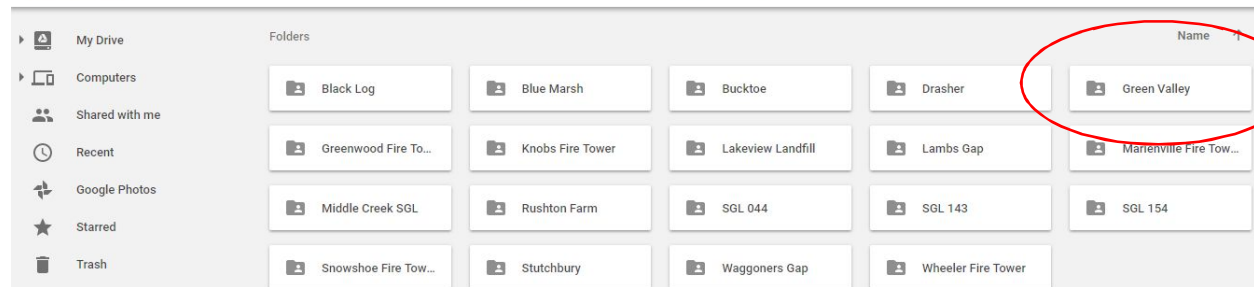 My Drive
Computers
Shared with me
Recent
Google Photos
Starred
Trash
Folders Name
Black Log Blue Marsh Bucktoe Drasher Green Valley
Greenwood Fire To... Knobs Fire Tower Lakeview Landfill Lambs Gap Marienville Fire Tow...
Middle Creek SGL Rushton Farm SGL 044 SGL 143 SGL 154
Snowshoe Fire Tow... Stutchbury Waggoners Gap Wheeler Fire Tower